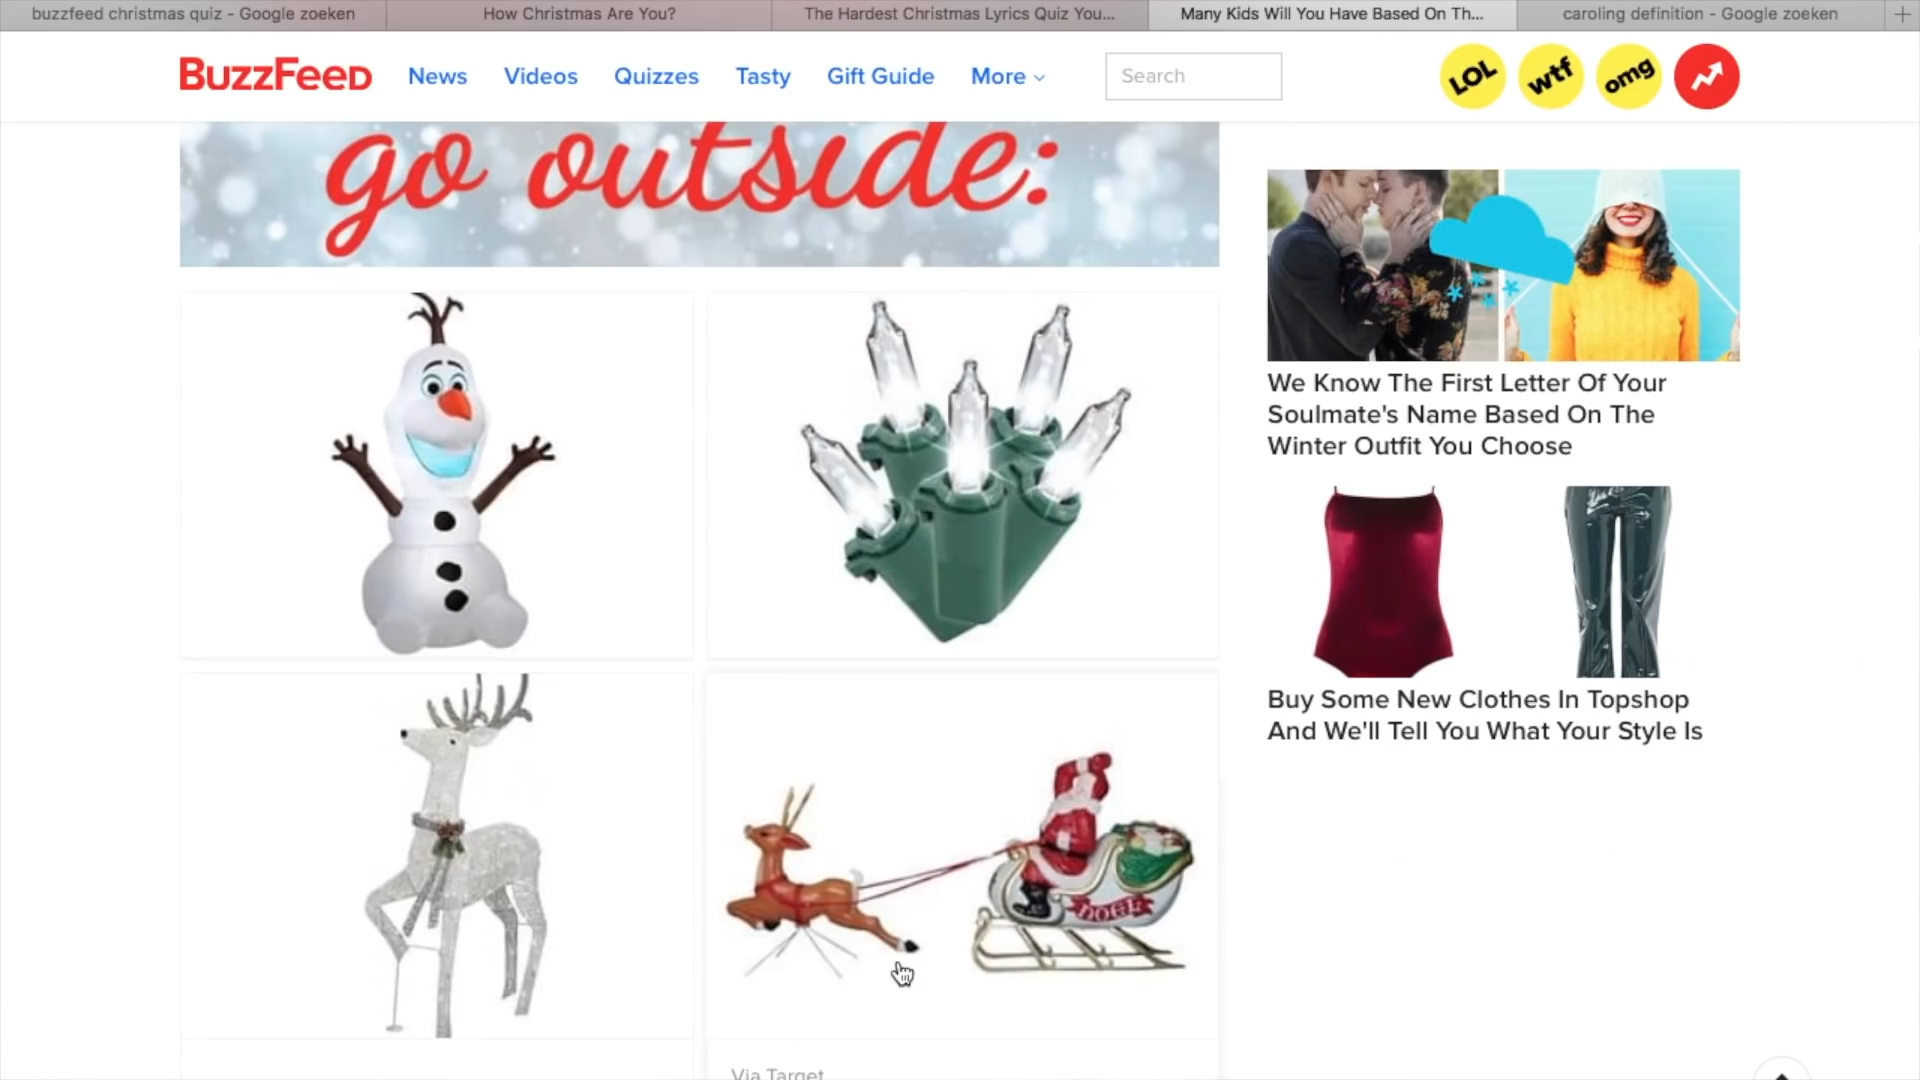 buzzfeed christmas quiz - Google zoeken
How Christmas Are You?
The Hardest Christmas Lyrics Quiz You...
Many Kids Will You Have Based On Th...
caroling definition - Google zoeken
BuzzFeed
News
Videos
Quizzes
Tasty
Gift Guide
More
Search
LOL
wtf
omg
go outside:
We Know The First Letter Of Your
Soulmate's Name Based On The
Winter Outfit You Choose
NOEL
Buy Some New Clothes In Topshop
And We'll Tell You What Your Style Is
Via Target